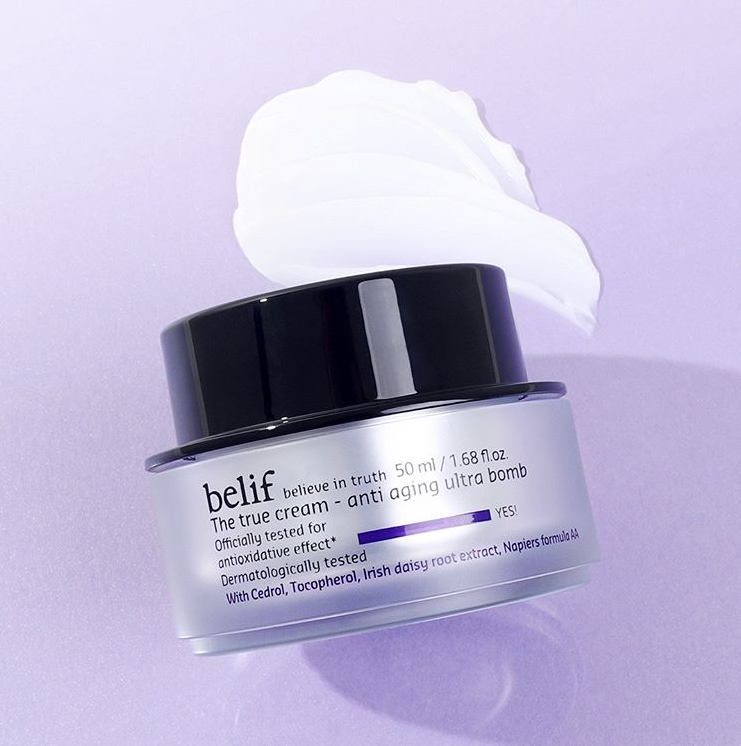 belif believe in truth 50 ml / 1.68 fl.oz.
The true cream - anti aging ultra bomb
Officially tested for
antioxidative effect* YES!
Dermatologically tested
With Cedrol, Tocopherol, Irish daisy root extract, Napiers formula AA